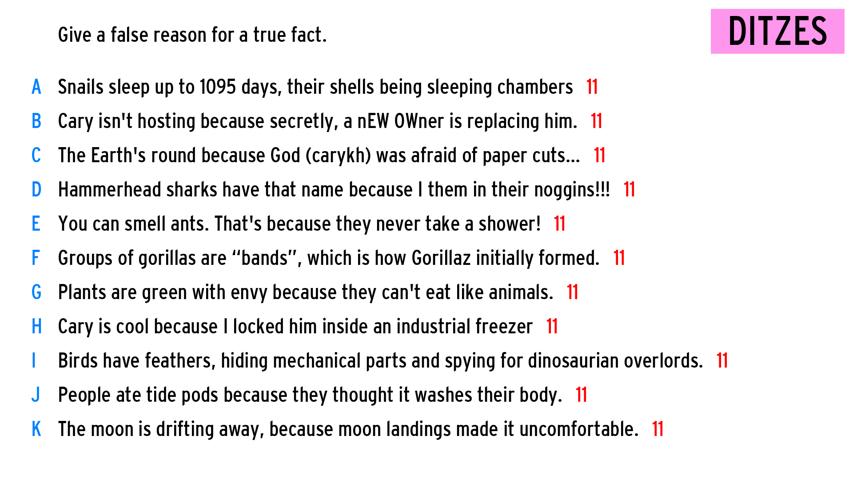 Give a false reason for a true fact.
DITZES
A Snails sleep up to 1095 days, their shells being sleeping chambers 11
B Cary isn't hosting because secretly, a nEW OWner is replacing him. 11
C The Earth's round because God (carykh) was afraid of paper cuts... 11
D Hammerhead sharks have that name because I them in their noggins!!! 11
E You can smell ants. That's because they never take a shower! 11
F Groups of gorillas are “bands”, which is how Gorillaz initially formed. 11
G Plants are green with envy because they can't eat like animals. 11
H Cary is cool because I locked him inside an industrial freezer 11
I Birds have feathers, hiding mechanical parts and spying for dinosaurian overlords. 11
J People ate tide pods because they thought it washes their body. 11
K The moon is drifting away, because moon landings made it uncomfortable. 11